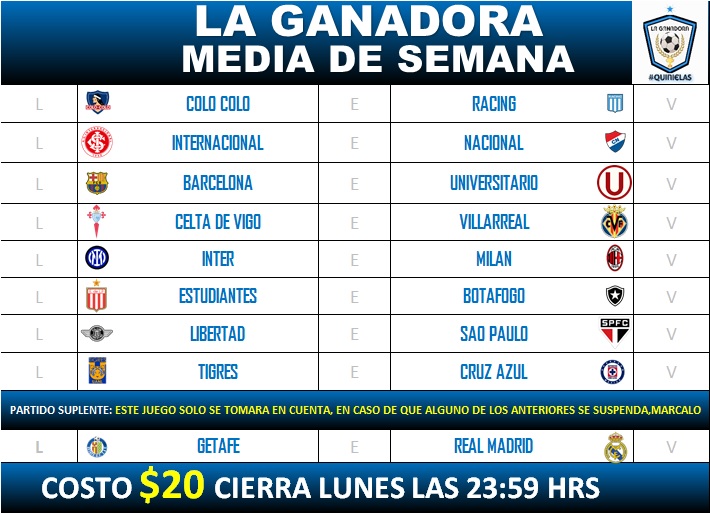 LA GANADORA
MEDIA DE SEMANA
LA GANADORA
#QUINIELAS
L COLO COLO E RACING V
L INTERNACIONAL E NACIONAL V
L BARCELONA E UNIVERSITARIO V
L CELTA DE VIGO E VILLARREAL V
L INTER E MILAN V
L ESTUDIANTES E BOTAFOGO V
L LIBERTAD E SAO PAULO SPFC V
L TIGRES E CRUZ AZUL V
PARTIDO SUPLENTE: ESTE JUEGO SOLO SE TOMARA EN CUENTA, EN CASO DE QUE ALGUNO DE LOS ANTERIORES SE SUSPENDA,MARCALO
L GETAFE E REAL MADRID V
COSTO $20 CIERRA LUNES LAS 23:59 HRS